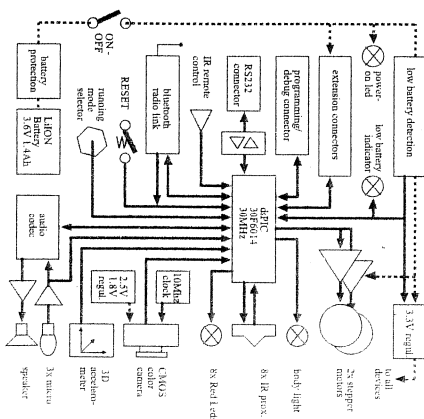 ON -
OFF
battery
protection
LiION
Battery
3.6V 1.4Ah
running
mode
selector
RESET
bluetooth
radio link
IR remote
control
RS232
connector
programming/
debug connector
extension connectors
power-
on led
low battery
indicator
low battery detection
dsPIC
30F6014
30MHz
audio
codec
speaker
3x micro
3D
accelero-
meter
2.5V
1.8V
regul.
10Mhz
clock
CMOS
color
camera
8x Red Led.
8x IR prox.
body light
2x stepper
motors
3.3V regul
to all
devices